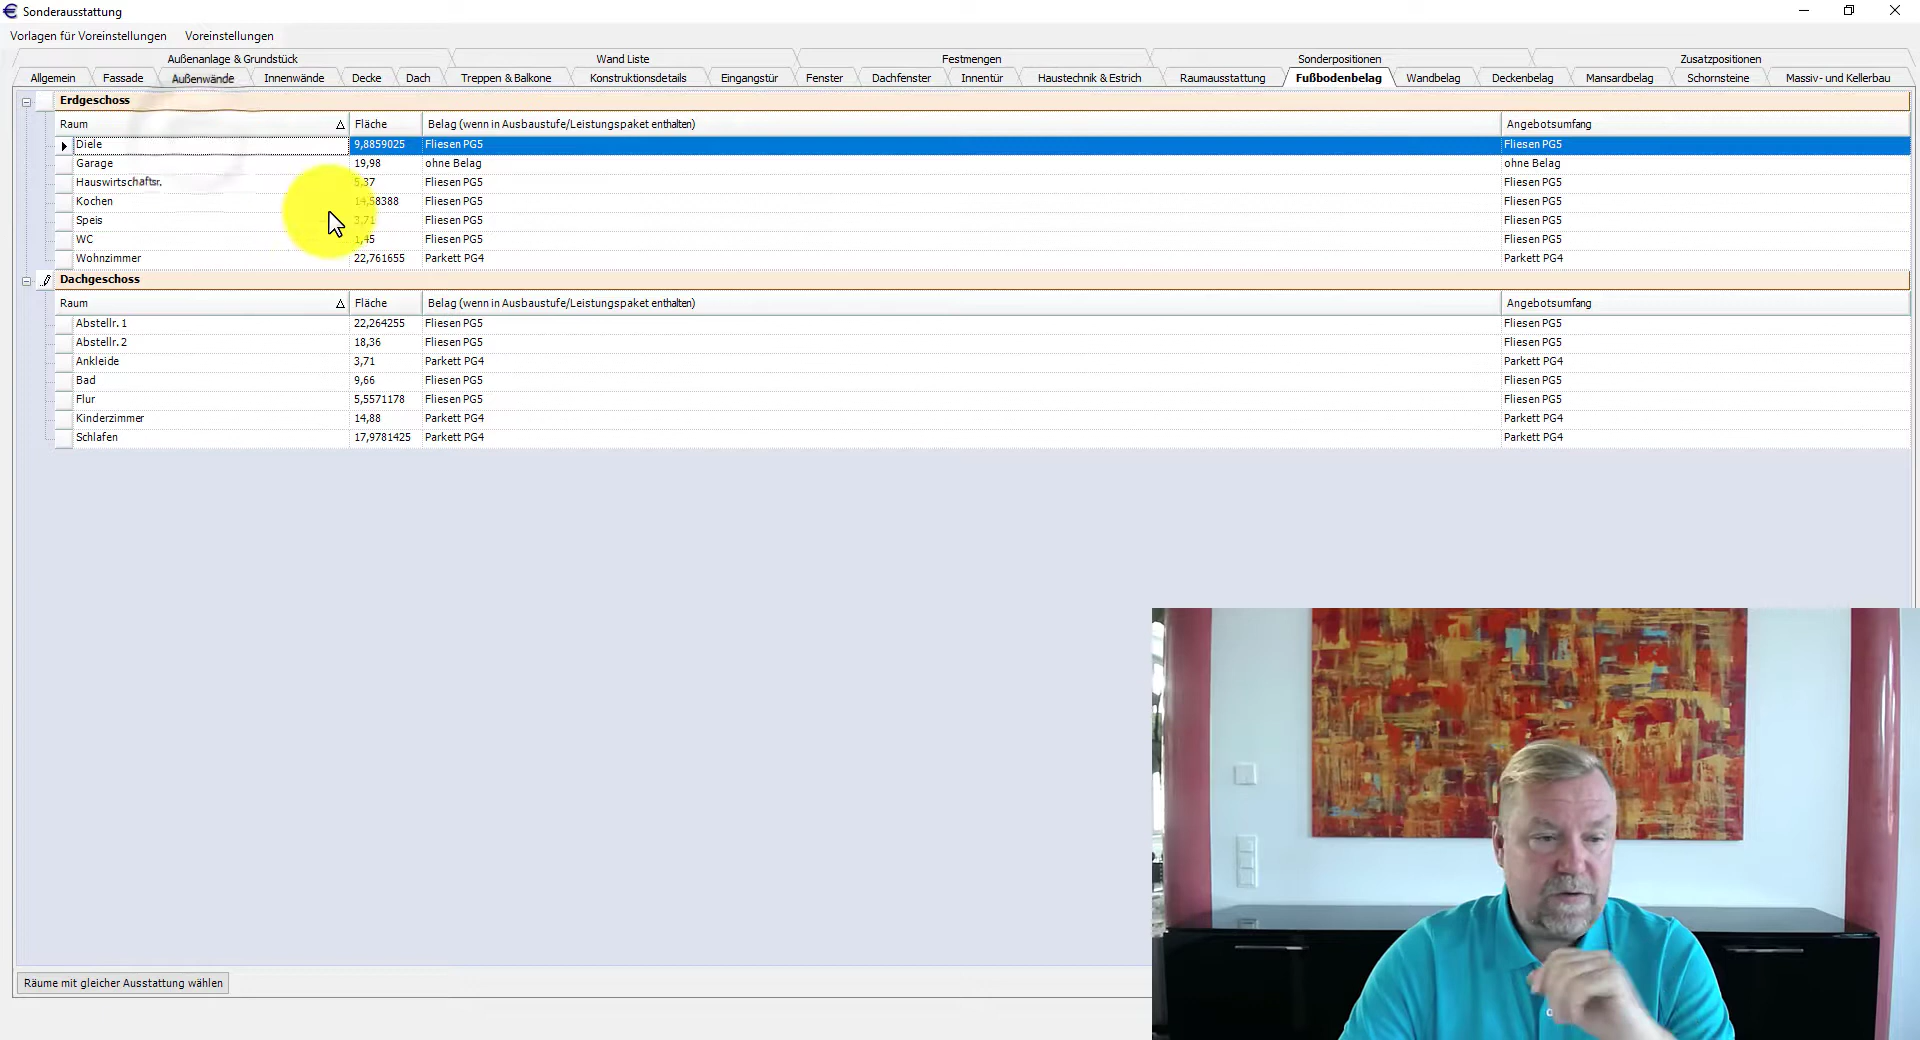 Sonderausstattung
Vorlagen für Voreinstellungen Voreinstellungen
Außenanlage & Grundstück Wand Liste Festmengen Sonderpositionen Zusatzpositionen
Allgemein Fassade Außenwände Innenwände Decke Dach Treppen & Balkone Konstruktionsdetails Eingangstür Fenster Dachfenster Innentür Haustechnik & Estrich Raumausstattung Fußbodenbelag Wandbelag Deckenbelag Mansardbelag Schornsteine Massiv- und Kellerbau
Erdgeschoss
Raum Fläche Belag (wenn in Ausbaustufe/Leistungspaket enthalten) Angebotsumfang
Diele 9,8859025 Fliesen PG5 Fliesen PG5
Garage 19,98 ohne Belag ohne Belag
Hauswirtschaftsr. 5,37 Fliesen PG5 Fliesen PG5
Kochen 14,58388 Fliesen PG5 Fliesen PG5
Speis 3,71 Fliesen PG5 Fliesen PG5
WC 1,45 Fliesen PG5 Fliesen PG5
Wohnzimmer 22,761655 Parkett PG4 Parkett PG4
Dachgeschoss
Raum Fläche Belag (wenn in Ausbaustufe/Leistungspaket enthalten) Angebotsumfang
Abstellr. 1 22,264255 Fliesen PG5 Fliesen PG5
Abstellr. 2 18,36 Fliesen PG5 Fliesen PG5
Ankleide 3,71 Parkett PG4 Parkett PG4
Bad 9,66 Fliesen PG5 Fliesen PG5
Flur 5,5571178 Fliesen PG5 Fliesen PG5
Kinderzimmer 14,88 Parkett PG4 Parkett PG4
Schlafen 17,9781425 Parkett PG4 Parkett PG4
Räume mit gleicher Ausstattung wählen